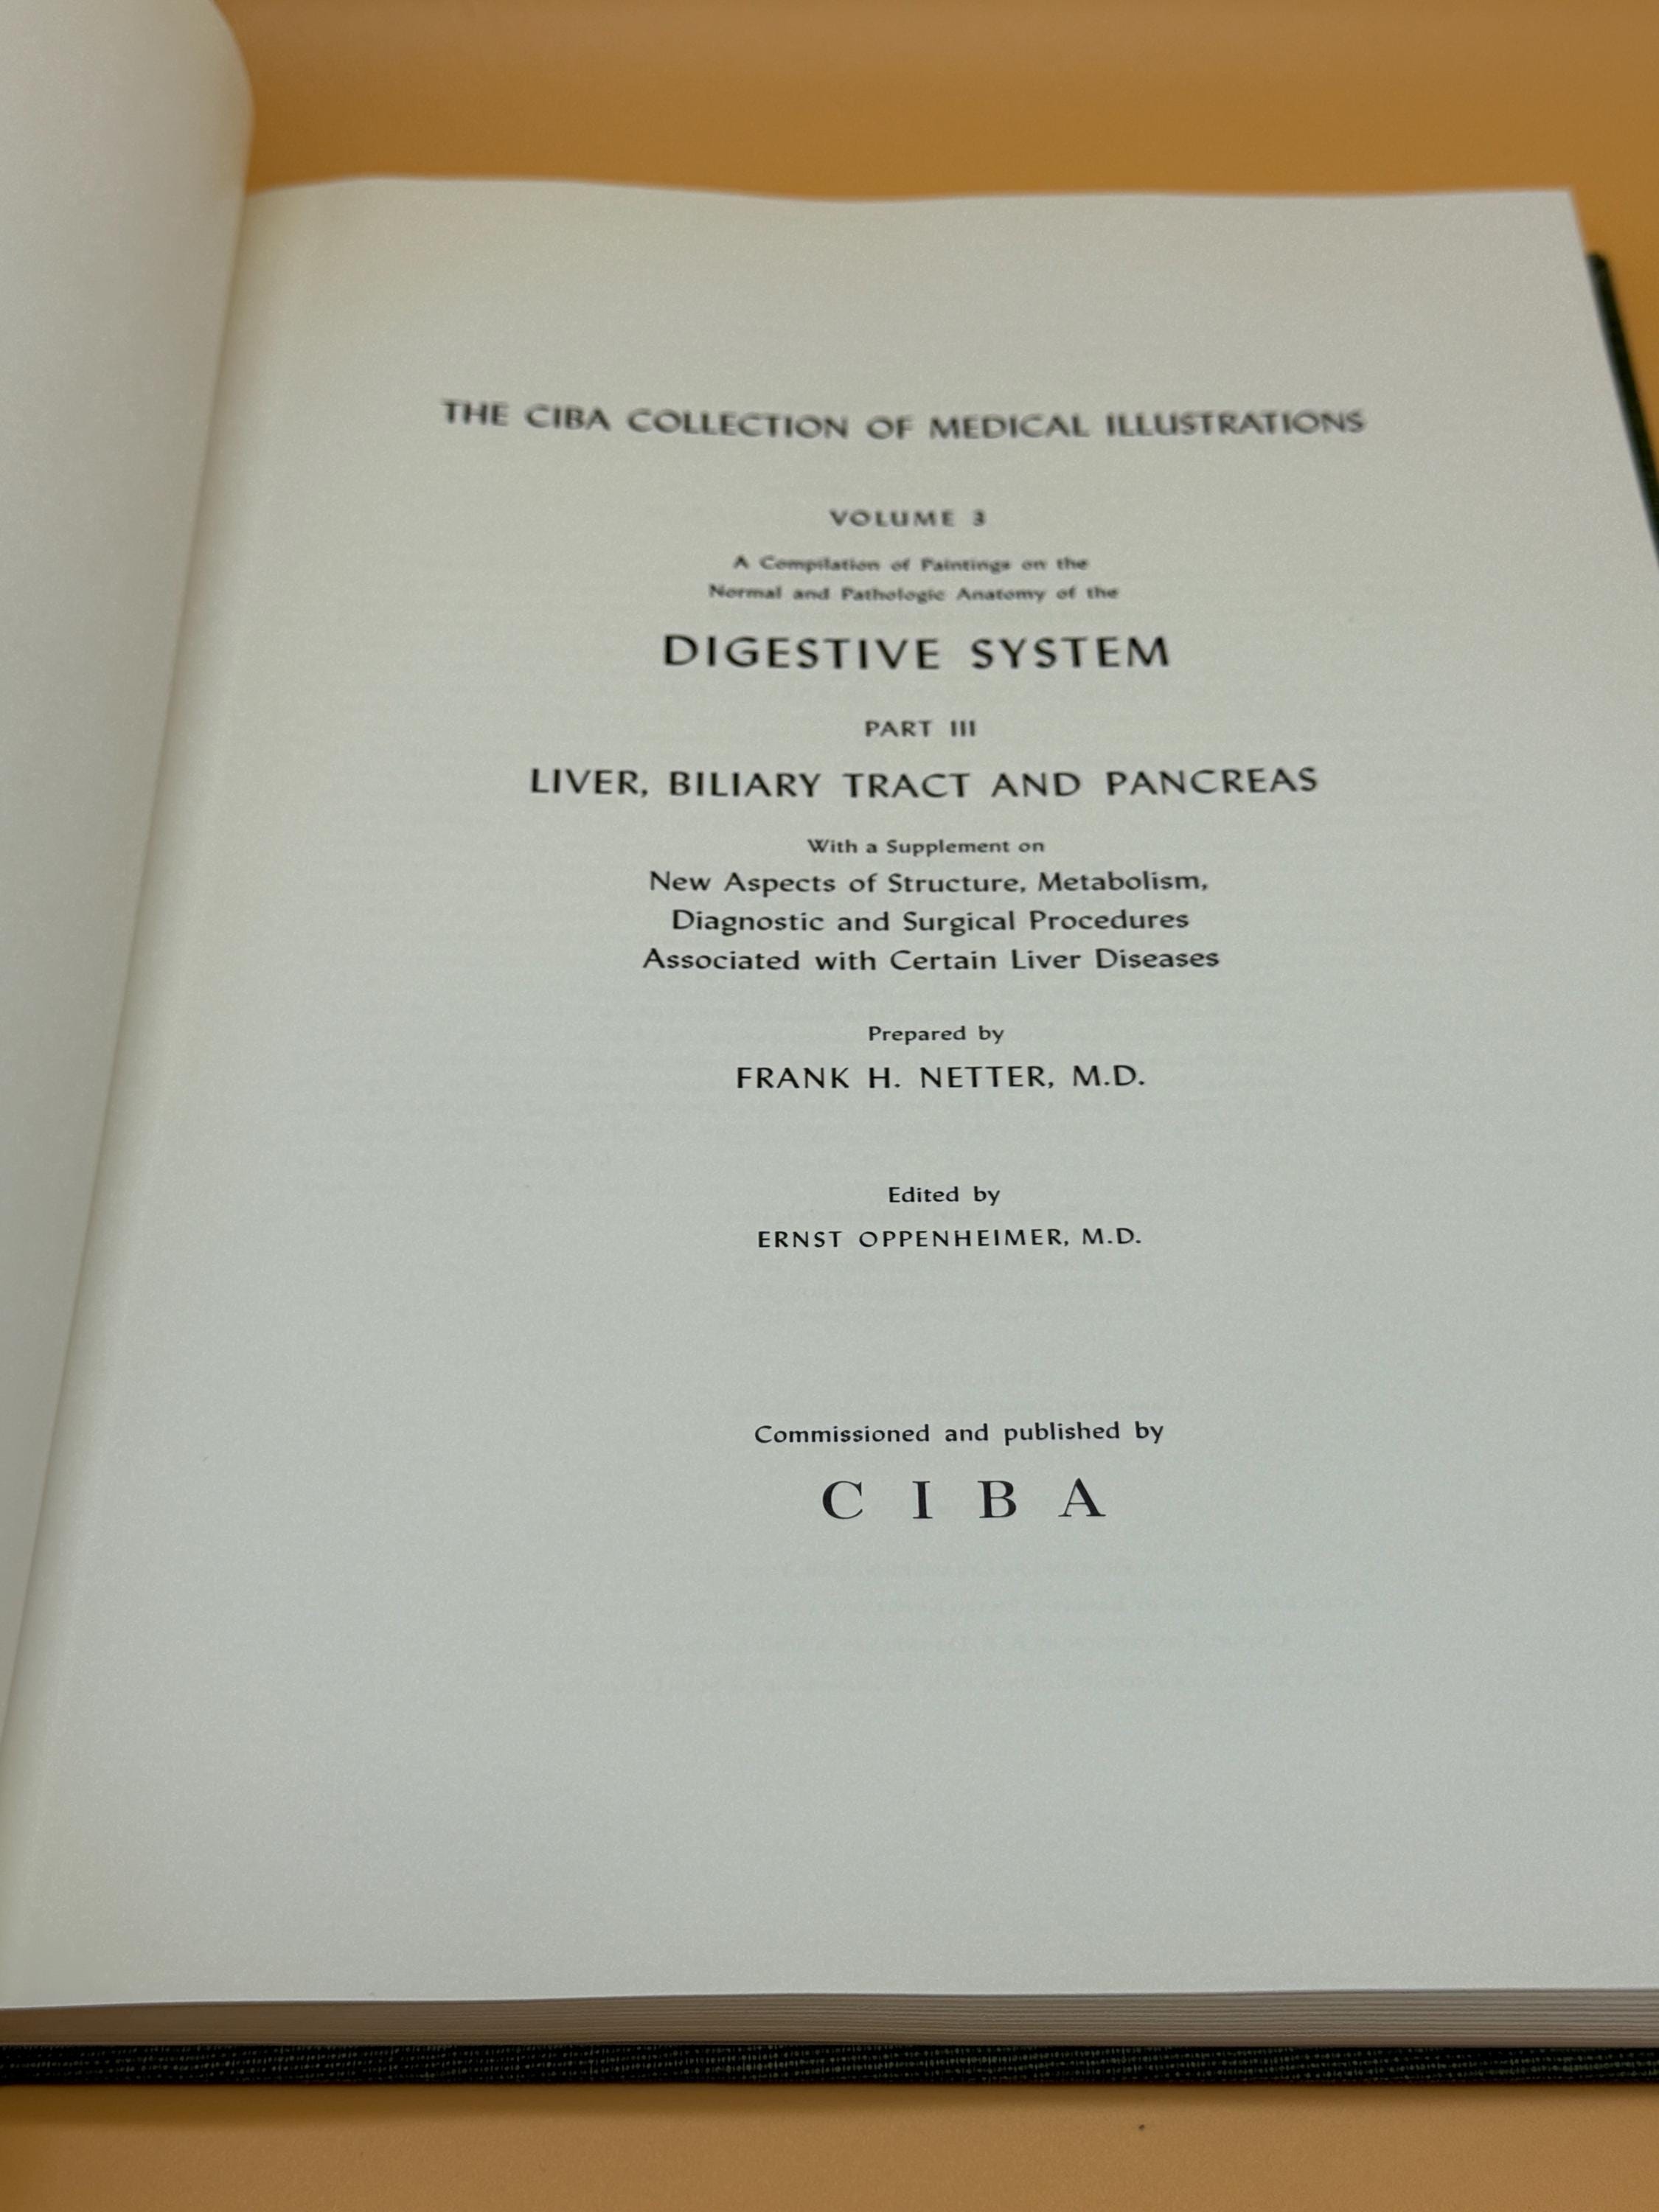 THE CIBA COLLECTION OF MEDICAL ILLUSTRATIONS
VOLUME 3
A Compilation of Paintings on the
Normal and Pathologic Anatomy of the
DIGESTIVE SYSTEM
PART III
LIVER, BILIARY TRACT AND PANCREAS
With a Supplement on
New Aspects of Structure, Metabolism,
Diagnostic and Surgical Procedures
Associated with Certain Liver Diseases
Prepared by
FRANK H. NETTER, M.D.
Edited by
ERNST OPPENHEIMER, M.D.
Commissioned and published by
C I B A